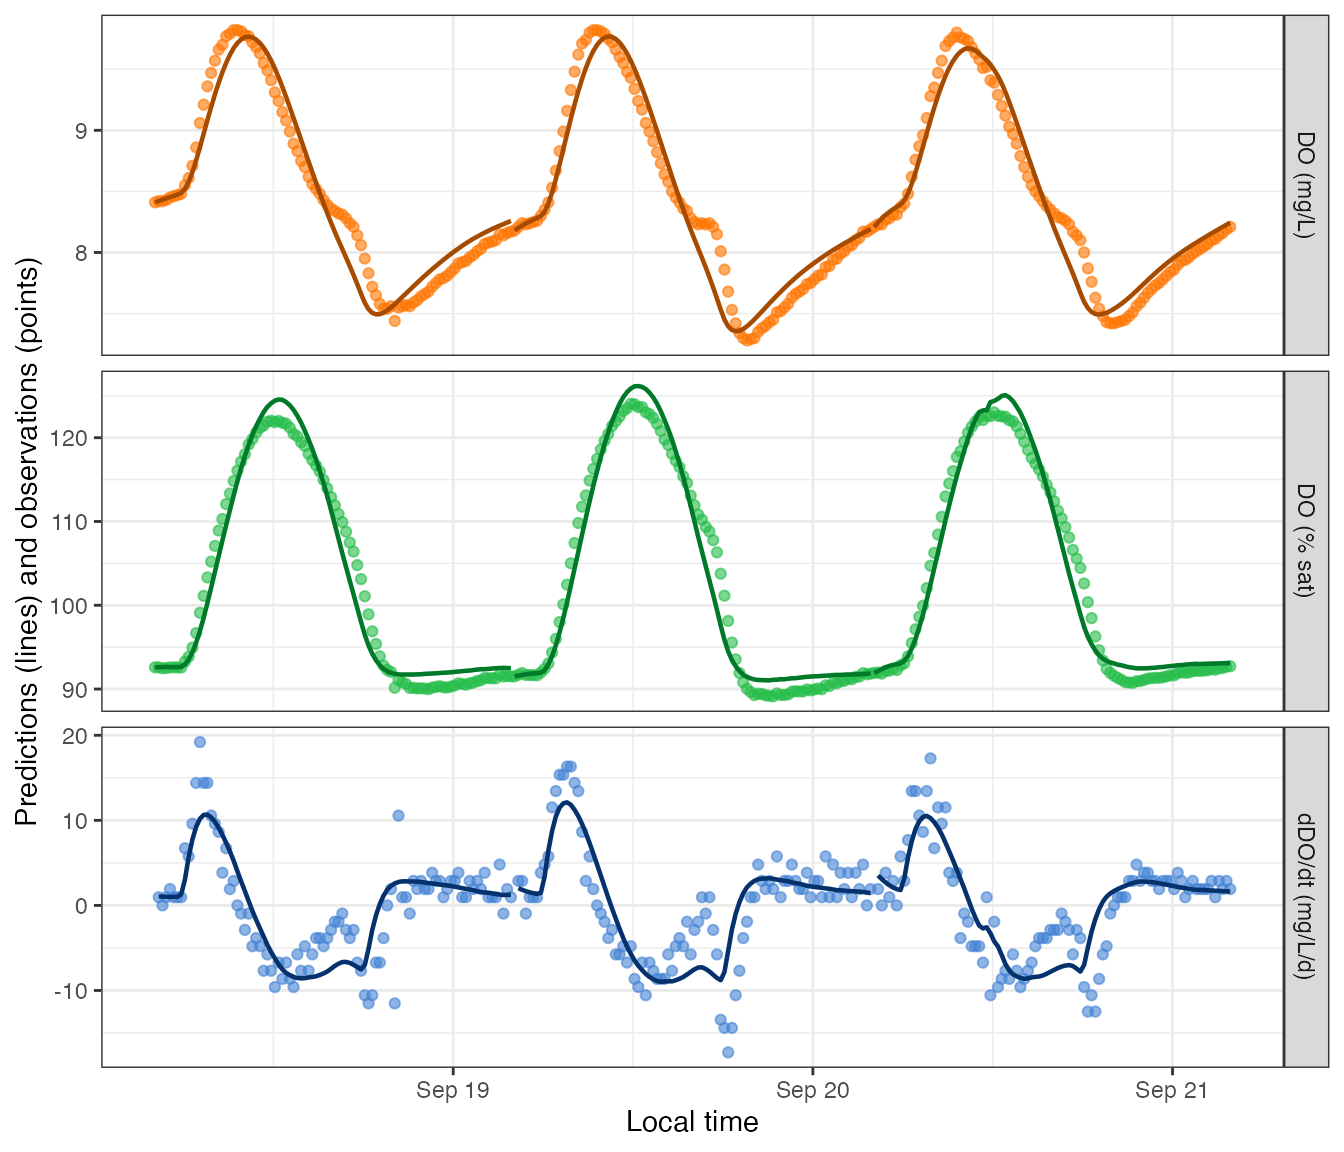 Predictions (lines) and observations (points)
9
8
DO (mg/L)
120
110
100
90
DO (% sat)
20
10
0
-10
dDO/dt (mg/L/d)
Sep 19
Sep 20
Sep 21
Local time